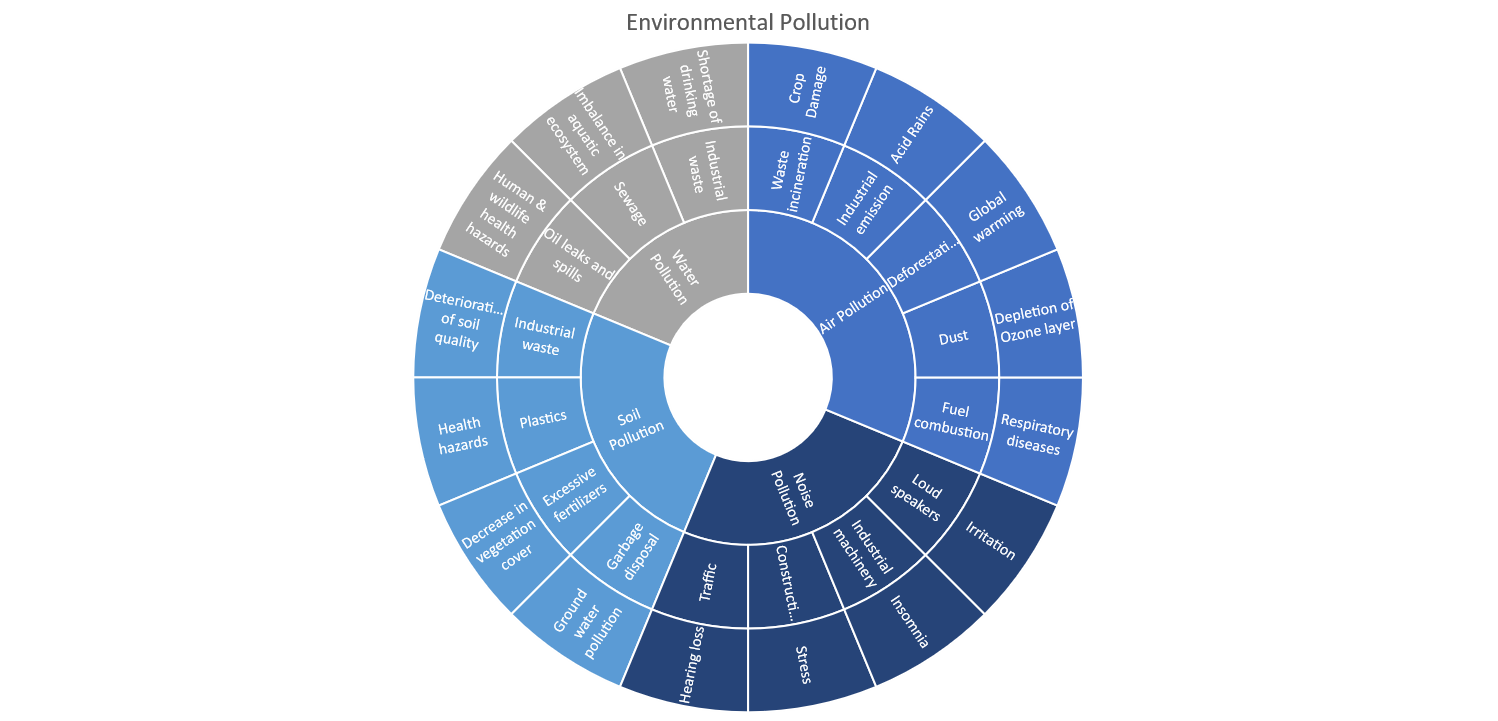 Environmental Pollution
Air Pollution
Waste
incineration
Crop
Damage
Industrial
emission
Acid Rains
Deforestati...
Global
warming
Dust
Depletion of
Ozone layer
Fuel
combustion
Respiratory
diseases
Noise
Pollution
Loud
speakers
Irritation
Industrial
machinery
Insomnia
Constructi...
Stress
Traffic
Hearing loss
Soil
Pollution
Garbage
disposal
Ground
water
pollution
Excessive
fertilizers
Decrease in
vegetation
cover
Plastics
Health
hazards
Industrial
waste
Deteriorati...
of soil
quality
Water
Pollution
Oil leaks and
spills
Human &
wildlife
health
hazards
Sewage
Imbalance in
aquatic
ecosystem
Industrial
waste
Shortage of
drinking
water